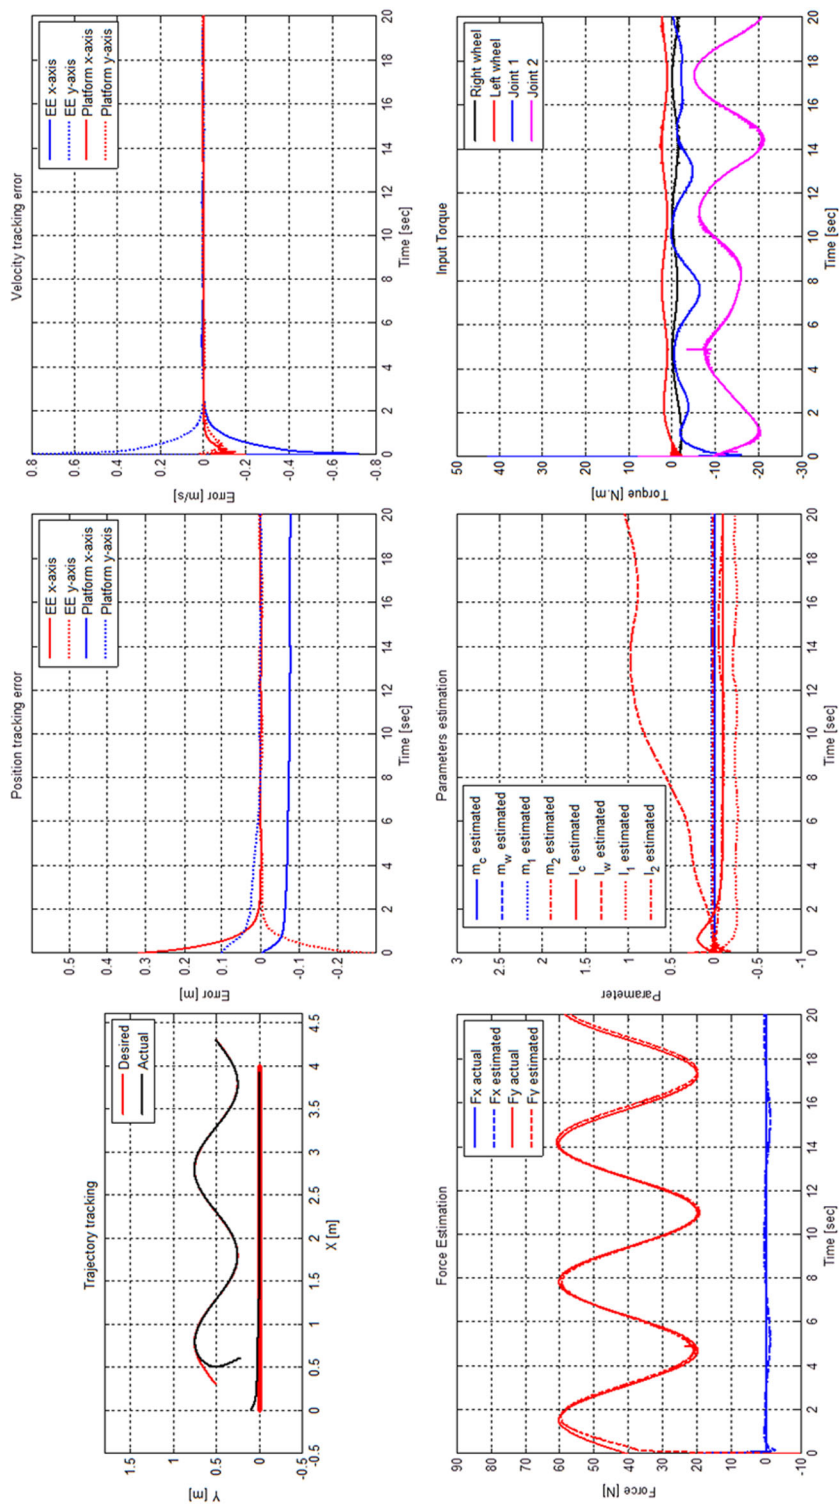 Trajectory tracking
Desired
Actual
Y [m]
1.5
1
0.5
0
-0.5
-0.5 0 0.5 1 1.5 2 2.5 3 3.5 4 4.5
X [m]
Position tracking error
EE x-axis
EE y-axis
Platform x-axis
Platform y-axis
Error [m]
0.5
0.4
0.3
0.2
0.1
0
-0.1
-0.2
0 2 4 6 8 10 12 14 16 18 20
Time [sec]
Velocity tracking error
EE x-axis
EE y-axis
Platform x-axis
Platform y-axis
Error [m/s]
0.8
0.6
0.4
0.2
0
-0.2
-0.4
-0.6
-0.8
0 2 4 6 8 10 12 14 16 18 20
Time [sec]
Force Estimation
Fx actual
Fx estimated
Fy actual
Fy estimated
Force [N]
90
80
70
60
50
40
30
20
10
0
-10
0 2 4 6 8 10 12 14 16 18 20
Time [sec]
Parameters estimation
m_c estimated
m_w estimated
m_1 estimated
m_2 estimated
I_c estimated
I_w estimated
I_1 estimated
I_2 estimated
Parameter
3
2.5
2
1.5
1
0.5
0
-0.5
-1
0 2 4 6 8 10 12 14 16 18 20
Time [sec]
Input Torque
Right wheel
Left wheel
Joint 1
Joint 2
Torque [N.m]
50
40
30
20
10
0
-10
-20
-30
0 2 4 6 8 10 12 14 16 18 20
Time [sec]